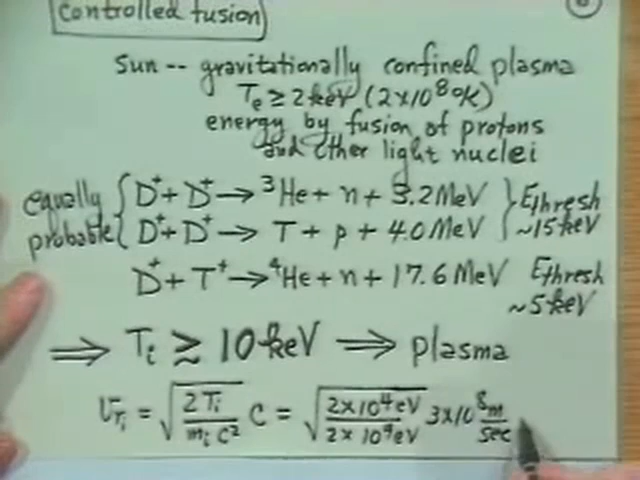 controlled fusion
Sun -- gravitationally confined plasma
Te ≥ 2 keV (2×10⁸ °K)
energy by fusion of protons
and other light nuclei
equally probable { D⁺ + D⁺ → ³He + n + 3.2 MeV } Ethresh
D⁺ + D⁺ → T + p + 4.0 MeV ~15 keV
D⁺ + T⁺ → ⁴He + n + 17.6 MeV Ethresh
~5 keV
⇒ Ti ≳ 10 keV ⇒ plasma
vTi = √(2Ti / mi c²) c = √(2×10⁴ eV / 2×10⁹ eV) 3×10⁸ m/sec